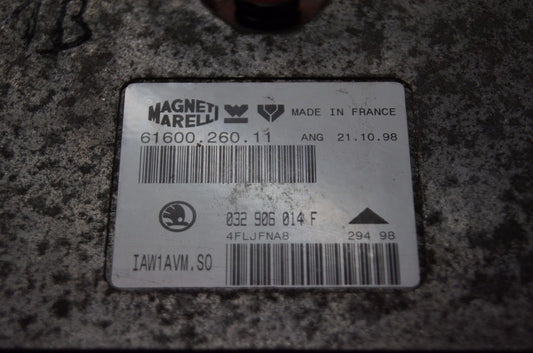 MAGNETI MARELLI MADE IN FRANCE
61600.260.11 ANG 21.10.98
032 906 014 F
4FLJFNA8 294 98
IAW1AVM.SO